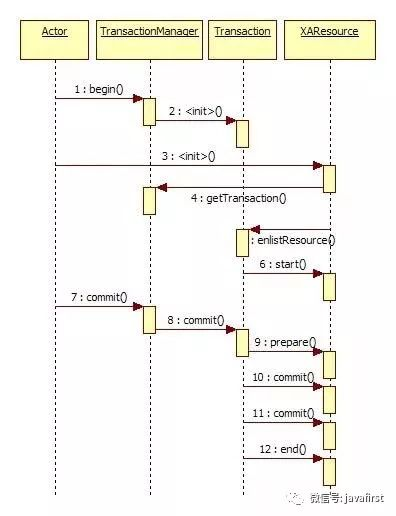 Actor TransactionManager Transaction XAResource
1 : begin()
2 : <init>()
3 : <init>()
4 : getTransaction()
: enlistResource()
6 : start()
7 : commit()
8 : commit()
9 : prepare()
10 : commit()
11 : commit()
12 : end()
微信号: javafirst